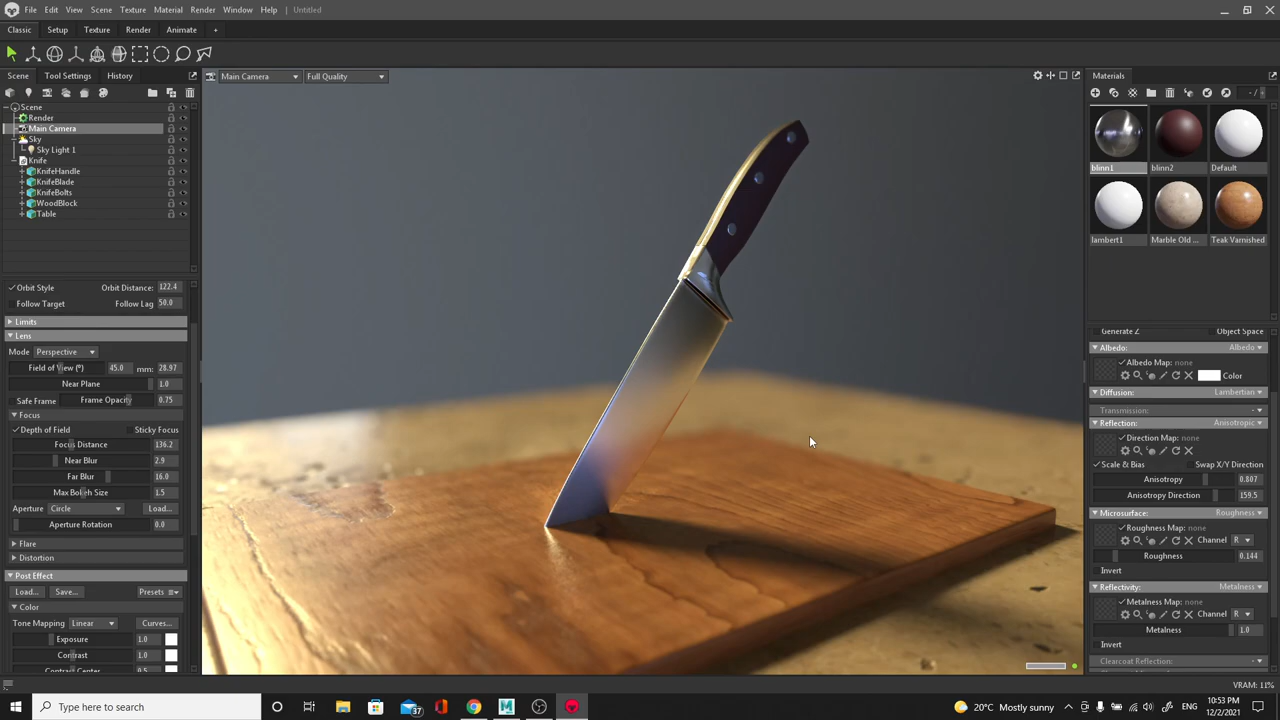 File Edit View Scene Texture Material Render Window Help Untitled
Classic Setup Texture Render Animate +
Scene Tool Settings History
Main Camera Full Quality
Materials
Scene
Render
Main Camera
Sky
Sky Light 1
Knife
KnifeHandle
KnifeBlade
KnifeBolts
WoodBlock
Table
Orbit Style Orbit Distance: 122.4
Follow Target Follow Lag 50.0
Limits
Lens
Mode Perspective
Field of View (º) 45.0 mm: 28.97
Near Plane 1.0
Safe Frame Frame Opacity 0.75
Focus
Depth of Field Sticky Focus
Focus Distance 136.2
Near Blur 2.9
Far Blur 16.0
Max Bokeh Size 1.5
Aperture Circle Load...
Aperture Rotation 0.0
Flare
Distortion
Post Effect
Load... Save... Presets
Color
Tone Mapping Linear Curves...
Exposure 1.0
Contrast 1.0
Contrast Center 0.5
blinn1 blinn2 Default
lambert1 Marble Old ... Teak Varnished
Generate Z Object Space
Albedo: Albedo
Albedo Map: none
Color
Diffusion: Lambertian
Transmission:
Reflection: Anisotropic
Direction Map: none
Scale & Bias Swap X/Y Direction
Anisotropy 0.807
Anisotropy Direction 159.5
Microsurface: Roughness
Roughness Map: none
Channel R
Roughness 0.144
Invert
Reflectivity: Metalness
Metalness Map: none
Channel R
Metalness 1.0
Invert
Clearcoat Reflection:
VRAM: 11%
Type here to search
37
20°C Mostly sunny
ENG
10:53 PM
12/2/2021